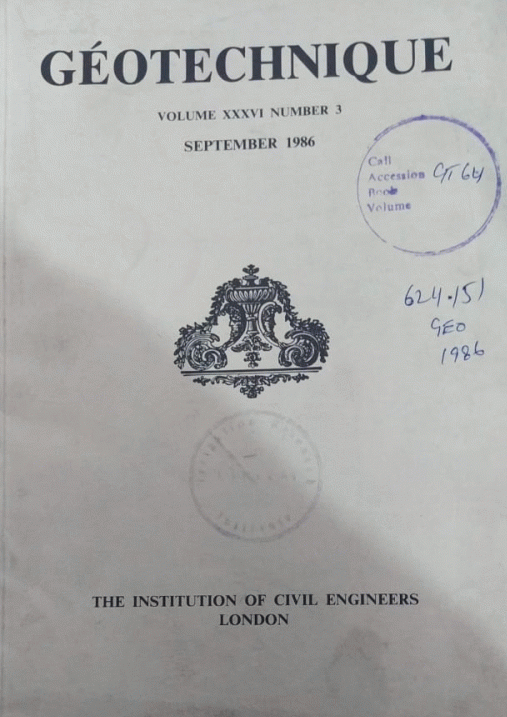 GÉOTECHNIQUE
VOLUME XXXVI NUMBER 3
SEPTEMBER 1986
Call
Accession GT 64
Book
Volume
624.151
GEO
1986
THE INSTITUTION OF CIVIL ENGINEERS
LONDON